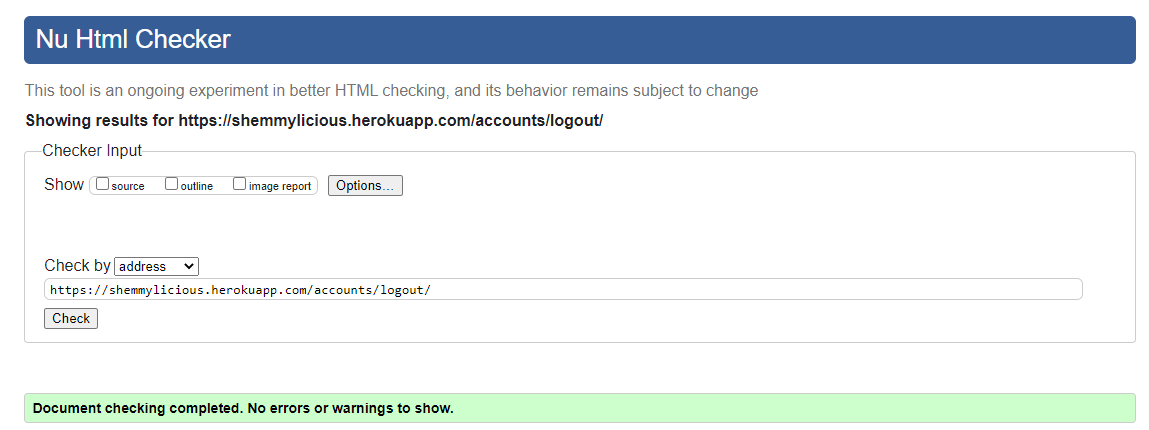 Nu Html Checker
This tool is an ongoing experiment in better HTML checking, and its behavior remains subject to change
Showing results for https://shemmylicious.herokuapp.com/accounts/logout/
Checker Input
Show source outline image report Options...
Check by address
https://shemmylicious.herokuapp.com/accounts/logout/
Check
Document checking completed. No errors or warnings to show.